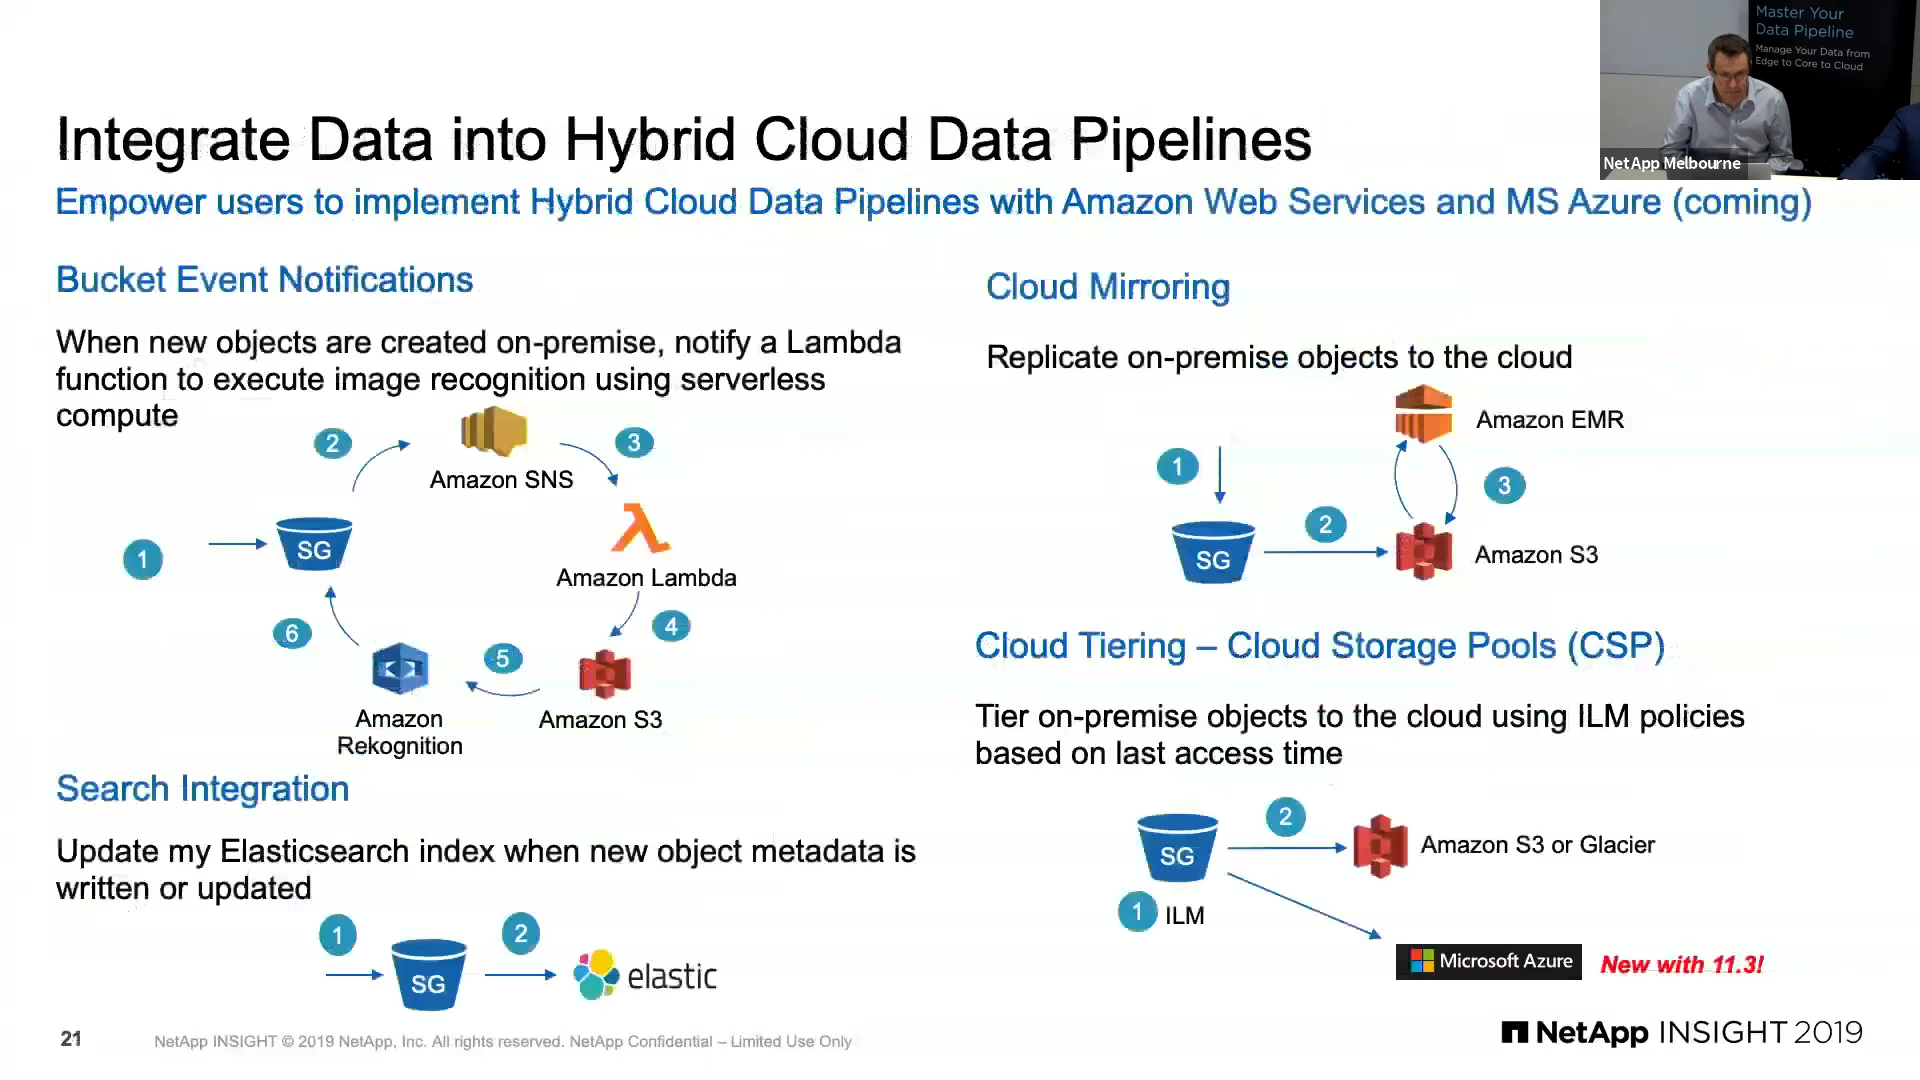 Master Your
Data Pipeline
Manage Your Data from
Edge to Core to Cloud
NetApp Melbourne
Integrate Data into Hybrid Cloud Data Pipelines
Empower users to implement Hybrid Cloud Data Pipelines with Amazon Web Services and MS Azure (coming)
Bucket Event Notifications
When new objects are created on-premise, notify a Lambda
function to execute image recognition using serverless
compute
2
3
Amazon SNS
1
SG
Amazon Lambda
6
5
4
Amazon
Rekognition
Amazon S3
Search Integration
Update my Elasticsearch index when new object metadata is
written or updated
1
2
SG
elastic
Cloud Mirroring
Replicate on-premise objects to the cloud
Amazon EMR
1
3
2
SG
Amazon S3
Cloud Tiering – Cloud Storage Pools (CSP)
Tier on-premise objects to the cloud using ILM policies
based on last access time
2
SG
Amazon S3 or Glacier
1 ILM
Microsoft Azure
New with 11.3!
21
NetApp INSIGHT © 2019 NetApp, Inc. All rights reserved. NetApp Confidential – Limited Use Only
NetApp INSIGHT 2019